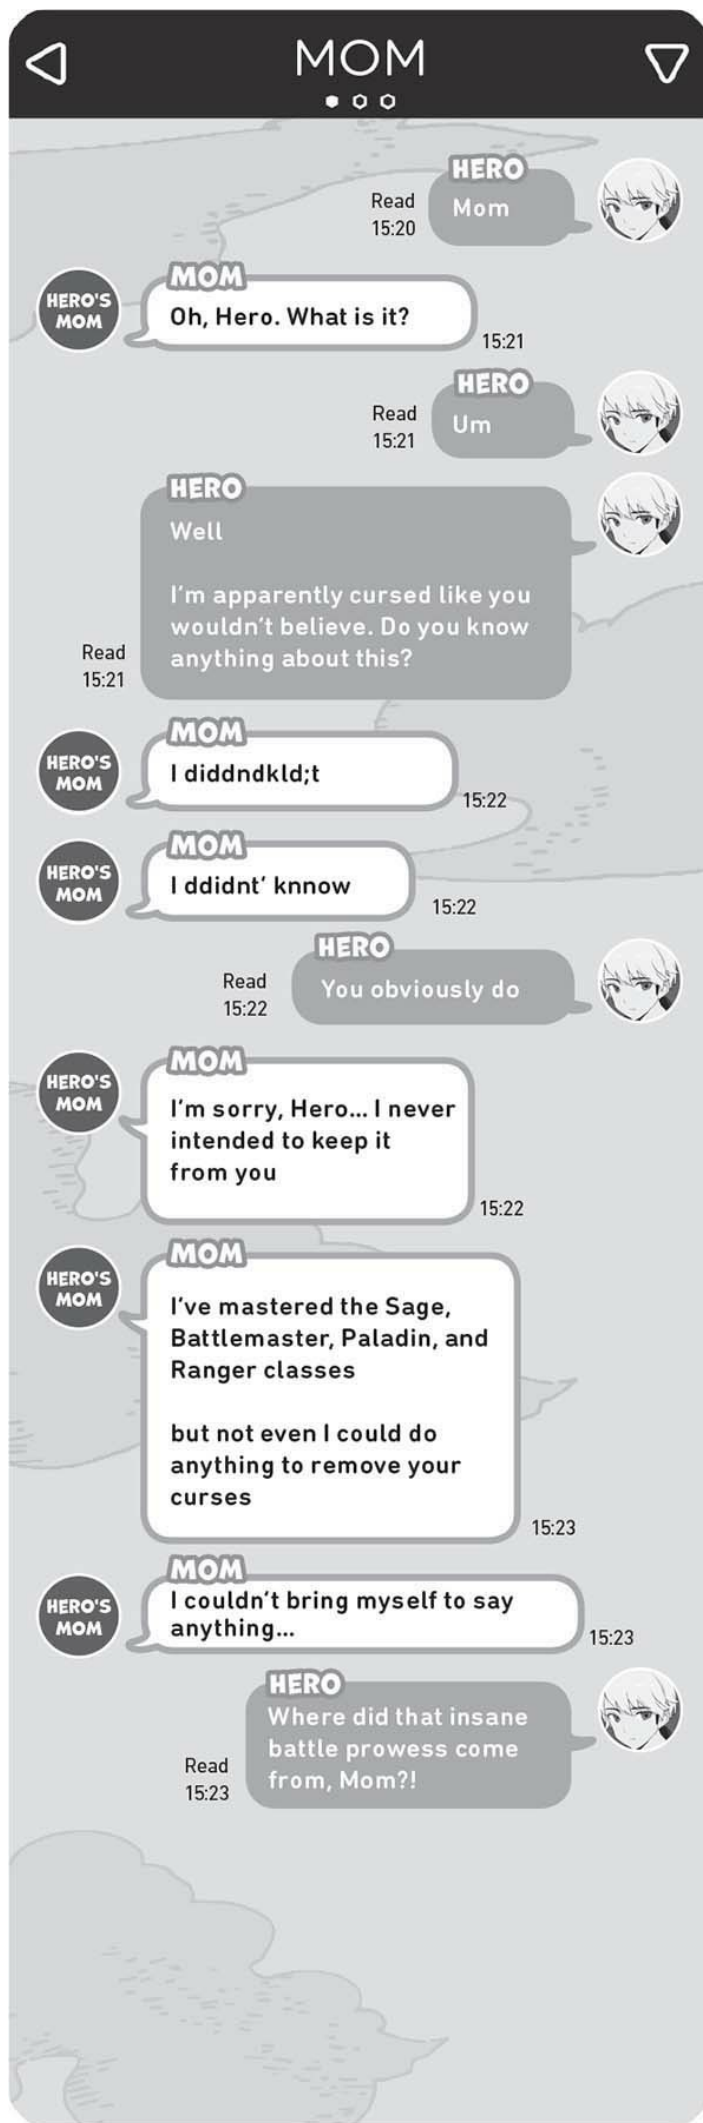 MOM
HERO
Mom
Read
15:20
HERO'S
MOM
MOM
Oh, Hero. What is it?
15:21
HERO
Um
Read
15:21
HERO
Well
I'm apparently cursed like you
wouldn't believe. Do you know
anything about this?
Read
15:21
HERO'S
MOM
MOM
I diddndkld;t
15:22
HERO'S
MOM
MOM
I ddidnt' knnow
15:22
HERO
You obviously do
Read
15:22
HERO'S
MOM
MOM
I'm sorry, Hero... I never
intended to keep it
from you
15:22
HERO'S
MOM
MOM
I've mastered the Sage,
Battlemaster, Paladin, and
Ranger classes
but not even I could do
anything to remove your
curses
15:23
HERO'S
MOM
MOM
I couldn't bring myself to say
anything...
15:23
HERO
Where did that insane
battle prowess come
from, Mom?!
Read
15:23